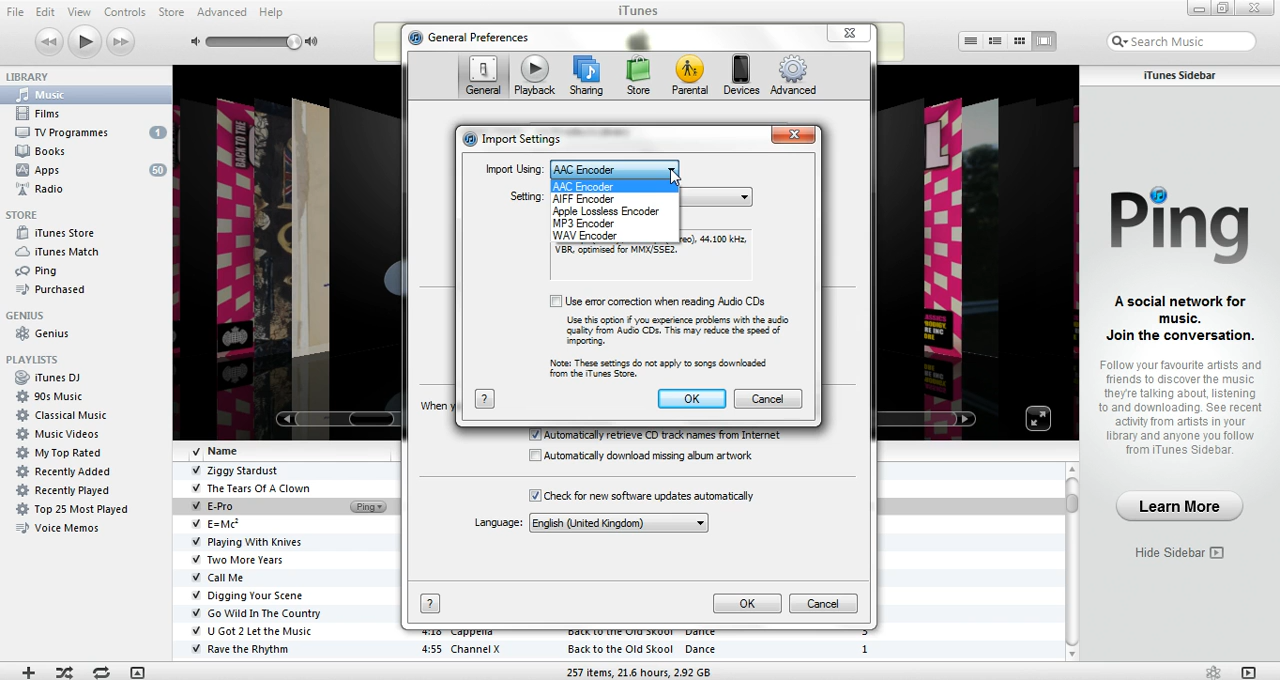 File Edit View Controls Store Advanced Help
iTunes
Search Music
LIBRARY
Music
Films
TV Programmes 1
Books
Apps 50
Radio
STORE
iTunes Store
iTunes Match
Ping
Purchased
GENIUS
Genius
PLAYLISTS
iTunes DJ
90s Music
Classical Music
Music Videos
My Top Rated
Recently Added
Recently Played
Top 25 Most Played
Voice Memos
BACK TO THE
General Preferences
General Playback Sharing Store Parental Devices Advanced
Import Settings
Import Using: AAC Encoder
AAC Encoder
AIFF Encoder
Apple Lossless Encoder
MP3 Encoder
WAV Encoder
Setting:
44.100 kHz,
VBR, optimised for MMX/SSE2.
Use error correction when reading Audio CDs
Use this option if you experience problems with the audio
quality from Audio CDs. This may reduce the speed of
importing.
Note: These settings do not apply to songs downloaded
from the iTunes Store.
? OK Cancel
When y
Automatically retrieve CD track names from Internet
Automatically download missing album artwork
Check for new software updates automatically
Language: English (United Kingdom)
? OK Cancel
Name
Ziggy Stardust
The Tears Of A Clown
E-Pro Ping
E=Mc²
Playing With Knives
Two More Years
Call Me
Digging Your Scene
Go Wild In The Country
U Got 2 Let the Music 4:18 Cappella Back to the Old Skool Dance 5
Rave the Rhythm 4:55 Channel X Back to the Old Skool Dance 1
257 items, 21.6 hours, 2.92 GB
iTunes Sidebar
Ping
A social network for
music.
Join the conversation.
Follow your favourite artists and
friends to discover the music
they're talking about, listening
to and downloading. See recent
activity from artists in your
library and anyone you follow
from iTunes Sidebar.
Learn More
Hide Sidebar